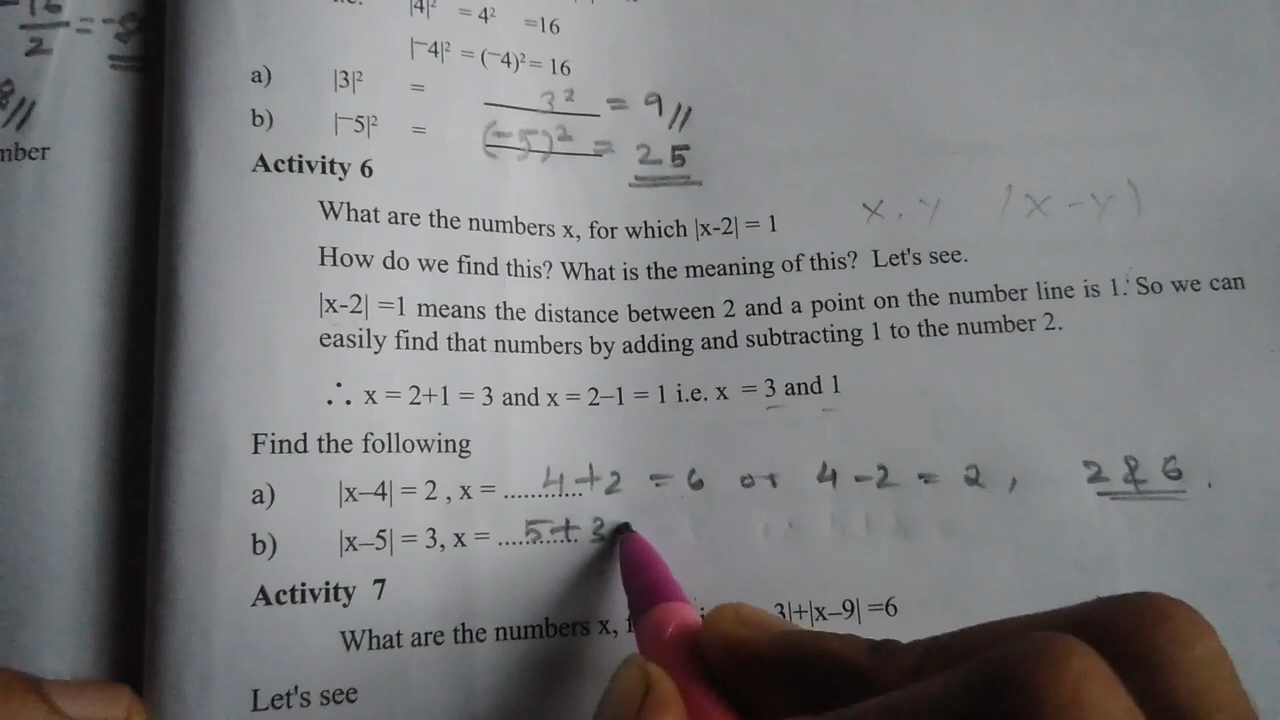 |4|² = 4² =16
|⁻4|² = (⁻4)² = 16
a) |3|² = 3² = 9 //
b) |⁻5|² = (-5)² = 25
Activity 6
What are the numbers x, for which |x-2| = 1 x, y |x - y|
How do we find this? What is the meaning of this? Let's see.
|x-2| =1 means the distance between 2 and a point on the number line is 1. So we can
easily find that numbers by adding and subtracting 1 to the number 2.
∴ x = 2+1 = 3 and x = 2–1 = 1 i.e. x = 3 and 1
Find the following
a) |x–4| = 2 , x = ............ 4+2 = 6 or 4-2 = 2, 2 & 6.
b) |x–5| = 3, x = ............ 5+3
Activity 7
What are the numbers x, 3|+|x–9| =6
Let's see
16/2 = -8
8//
mber